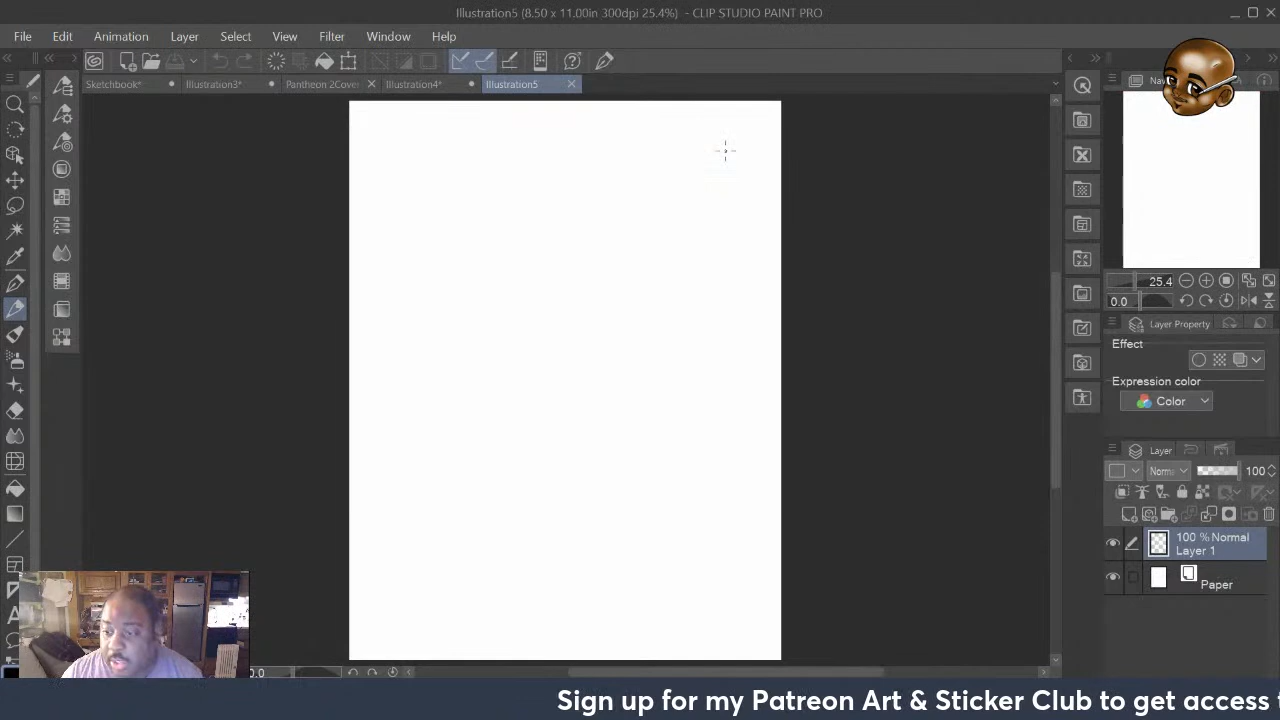 Illustration5 (8.50 x 11.00in 300dpi 25.4%) - CLIP STUDIO PAINT PRO
File Edit Animation Layer Select View Filter Window Help
Sketchbook* Illustration3* Pantheon 2Cover Illustration4* Illustration5
Nav
25.4
0.0
Layer Property
Effect
Expression color
Color
Layer
Norm 100
100 % Normal
Layer 1
Paper
0.0
Sign up for my Patreon Art & Sticker Club to get access